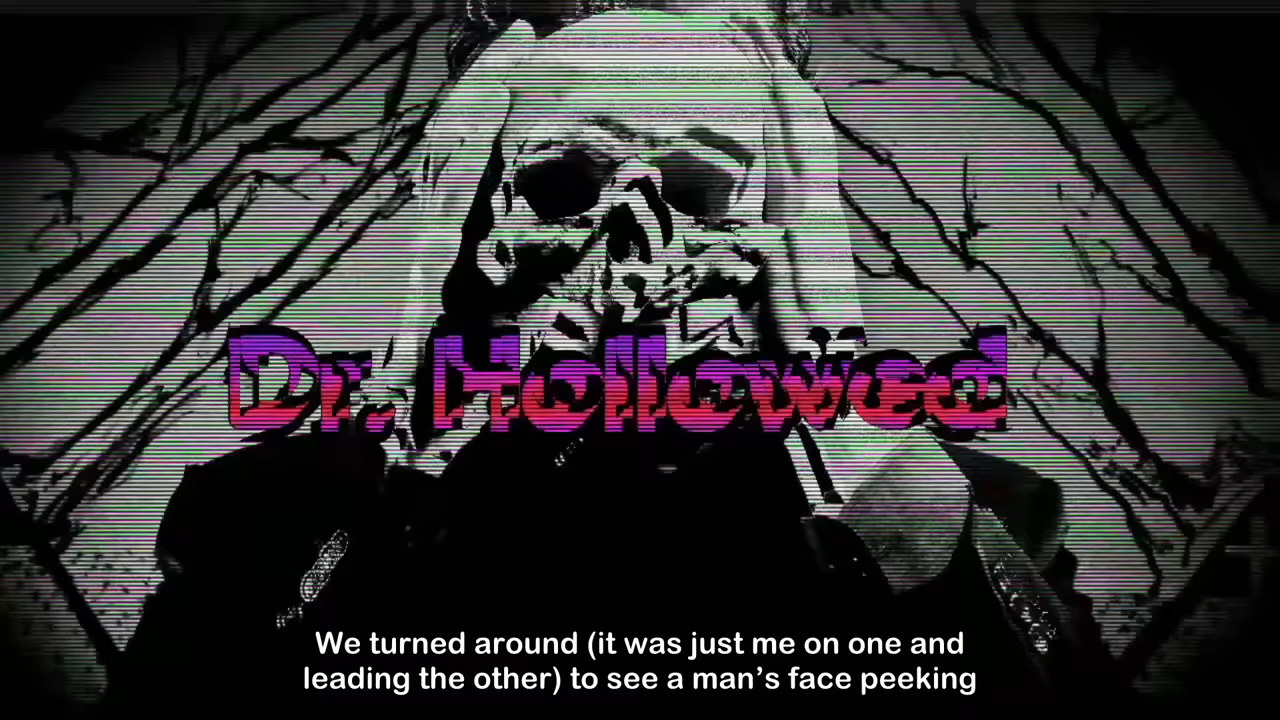 Dr. Hollowed
We turned around (it was just me on one and
leading the other) to see a man’s face peeking